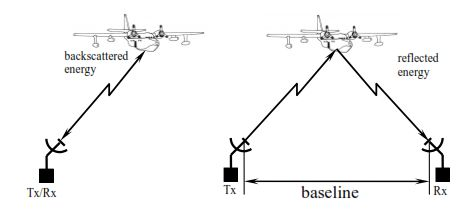 backscattered
energy
Tx/Rx
reflected
energy
Tx
baseline
Rx